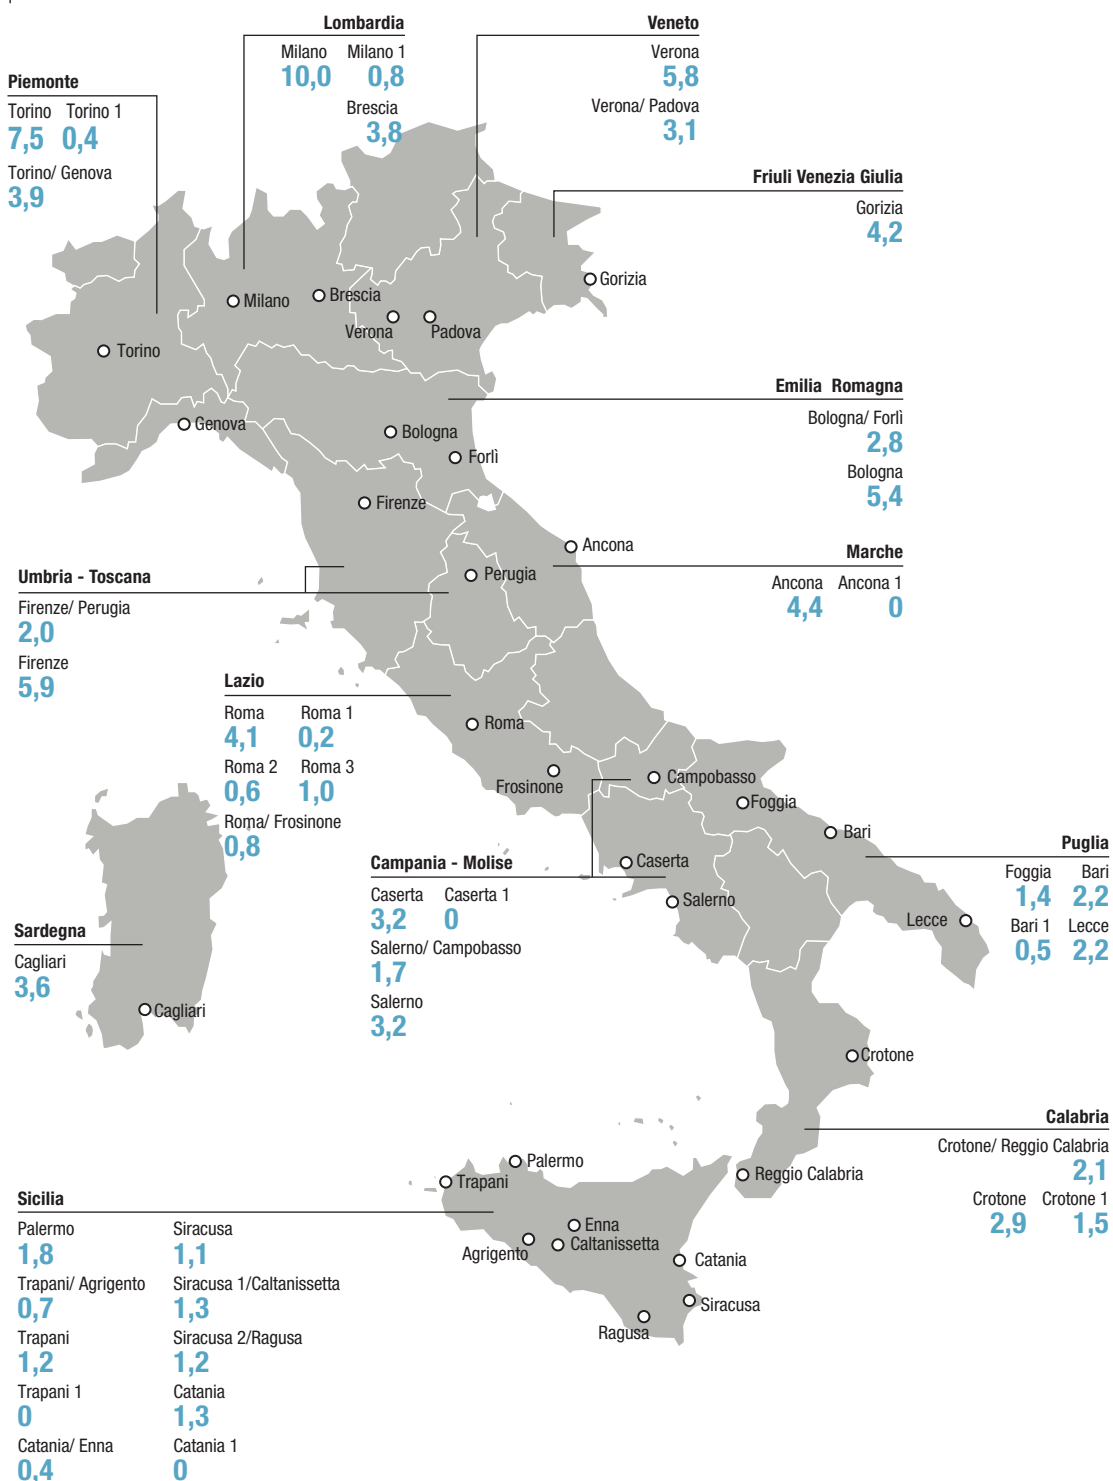 Lombardia
Milano Milano 1
10,0 0,8
Brescia
3,8
Veneto
Verona
5,8
Verona/ Padova
3,1
Piemonte
Torino Torino 1
7,5 0,4
Torino/ Genova
3,9
Friuli Venezia Giulia
Gorizia
4,2
Gorizia
Milano
Brescia
Verona
Padova
Torino
Genova
Emilia Romagna
Bologna/ Forlì
2,8
Bologna
5,4
Bologna
Forlì
Firenze
Ancona
Perugia
Marche
Ancona Ancona 1
4,4 0
Umbria - Toscana
Firenze/ Perugia
2,0
Firenze
5,9
Lazio
Roma Roma 1
4,1 0,2
Roma 2 Roma 3
0,6 1,0
Roma/ Frosinone
0,8
Roma
Frosinone
Campobasso
Foggia
Bari
Caserta
Salerno
Lecce
Campania - Molise
Caserta Caserta 1
3,2 0
Salerno/ Campobasso
1,7
Salerno
3,2
Puglia
Foggia Bari
1,4 2,2
Bari 1 Lecce
0,5 2,2
Sardegna
Cagliari
3,6
Cagliari
Crotone
Calabria
Crotone/ Reggio Calabria
2,1
Crotone Crotone 1
2,9 1,5
Reggio Calabria
Palermo
Trapani
Enna
Agrigento
Caltanissetta
Catania
Siracusa
Ragusa
Sicilia
Palermo Siracusa
1,8 1,1
Trapani/ Agrigento Siracusa 1/Caltanissetta
0,7 1,3
Trapani Siracusa 2/Ragusa
1,2 1,2
Trapani 1 Catania
0 1,3
Catania/ Enna Catania 1
0,4 0